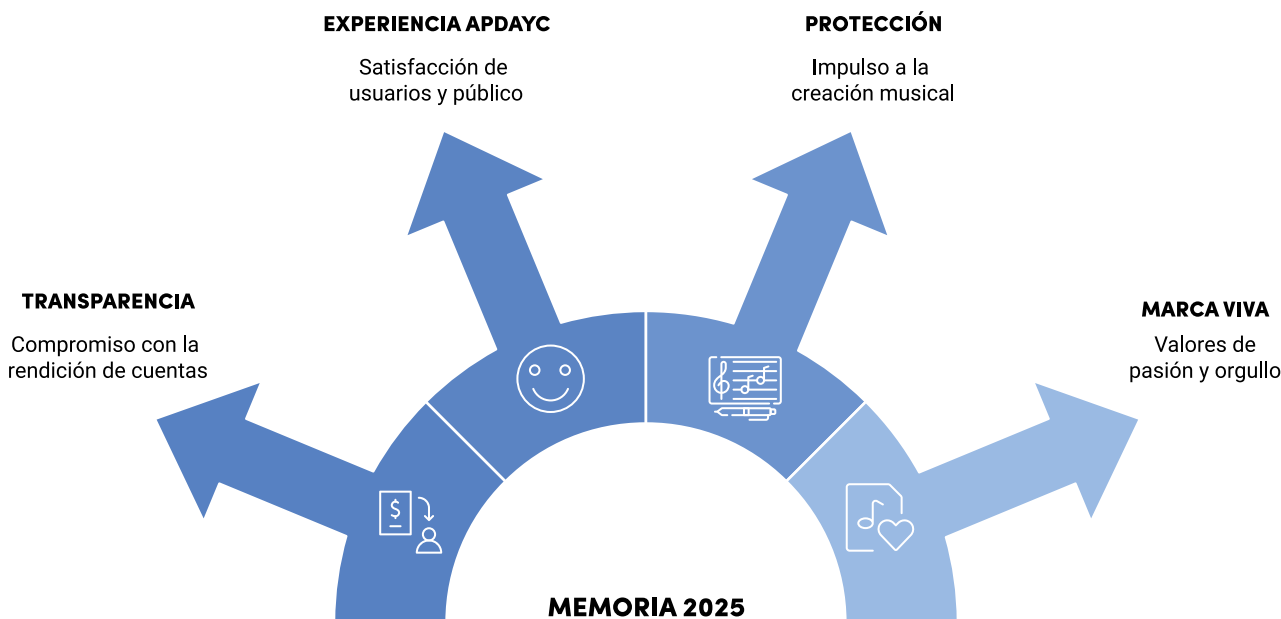 EXPERIENCIA APDAYC
Satisfacción de
usuarios y público
PROTECCIÓN
Impulso a la
creación musical
TRANSPARENCIA
Compromiso con la
rendición de cuentas
MARCA VIVA
Valores de
pasión y orgullo
$
MEMORIA 2025